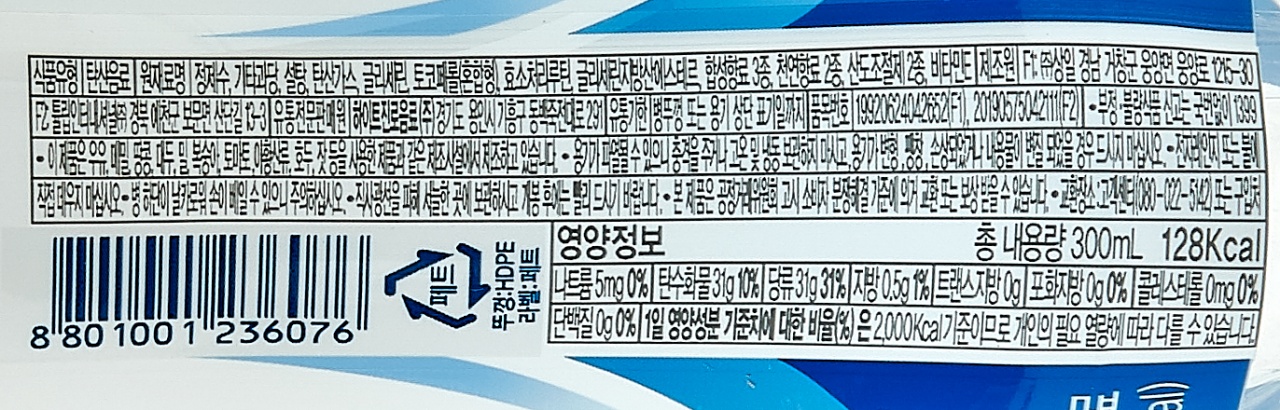 식품유형 탄산음료 원재료명 정제수, 기타과당, 설탕, 탄산가스, 글리세린, 토코페롤(혼합형), 효소처리루틴, 글리세린지방산에스테르, 합성향료 3종, 천연향료 2종, 산도조절제 2종, 비타민E 제조원 F1: ㈜상일 경남 거창군 웅양면 웅양로 1215-30
F2: 튤립인터내셔널㈜ 경북 예천군 보문면 산단길 13-3 유통전문판매원 하이트진로음료(주) 경기도 용인시 기흥구 동백죽전대로 291 유통기한 병뚜껑 또는 용기 상단 표기일까지 품목번호 19920624042652(F1), 20190575042111(F2) • 부정·불량식품 신고는 국번없이 1399
• 이 제품은 우유, 메밀, 땅콩, 대두, 밀, 복숭아, 토마토, 아황산류, 호두, 잣 등을 사용한 제품과 같은 제조시설에서 제조하고 있습니다. • 용기가 파열될 수 있으니 충격을 주거나 고온 및 냉동 보관하지 마시고, 용기가 변형, 팽창, 손상되었거나 내용물이 변질되었을 경우 드시지 마십시오. • 전자레인지 또는 불에
직접 데우지 마십시오. • 병 하단이 날카로워 손이 베일 수 있으니 주의하십시오. • 직사광선을 피해 서늘한 곳에 보관하시고 개봉 후에는 빨리 드시기 바랍니다. • 본 제품은 공정거래위원회 고시 소비자 분쟁해결 기준에 의거 교환 또는 보상 받을 수 있습니다. • 교환장소: 고객센터(080-022-5142) 또는 구입처
영양정보 총 내용량 300mL 128Kcal
나트륨 5mg 0% 탄수화물 31g 10% 당류 31g 31% 지방 0.5g 1% 트랜스지방 0g 포화지방 0g 0% 콜레스테롤 0mg 0%
단백질 0g 0% 1일 영양성분 기준치에 대한 비율(%)은 2,000Kcal 기준이므로 개인의 필요 열량에 따라 다를 수 있습니다.
8 801001 236076
페트
뚜껑:HDPE
라벨:페트